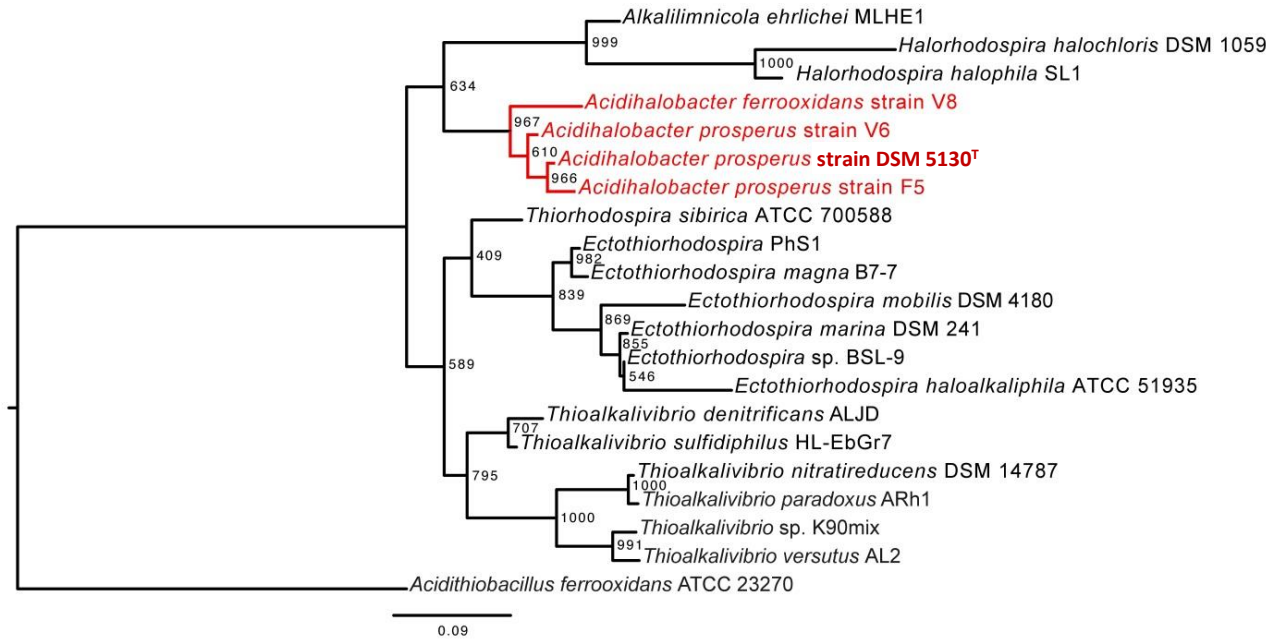 Alkalilimnicola ehrlichei MLHE1
999
Halorhodospira halochloris DSM 1059
1000
Halorhodospira halophila SL1
634
Acidihalobacter ferrooxidans strain V8
967
Acidihalobacter prosperus strain V6
610
Acidihalobacter prosperus strain DSM 5130ᵀ
966
Acidihalobacter prosperus strain F5
Thiorhodospira sibirica ATCC 700588
409
Ectothiorhodospira PhS1
982
Ectothiorhodospira magna B7-7
839
Ectothiorhodospira mobilis DSM 4180
869
Ectothiorhodospira marina DSM 241
855
Ectothiorhodospira sp. BSL-9
589
546
Ectothiorhodospira haloalkaliphila ATCC 51935
Thioalkalivibrio denitrificans ALJD
707
Thioalkalivibrio sulfidiphilus HL-EbGr7
795
Thioalkalivibrio nitratireducens DSM 14787
1000
Thioalkalivibrio paradoxus ARh1
1000
Thioalkalivibrio sp. K90mix
991
Thioalkalivibrio versutus AL2
Acidithiobacillus ferrooxidans ATCC 23270
0.09